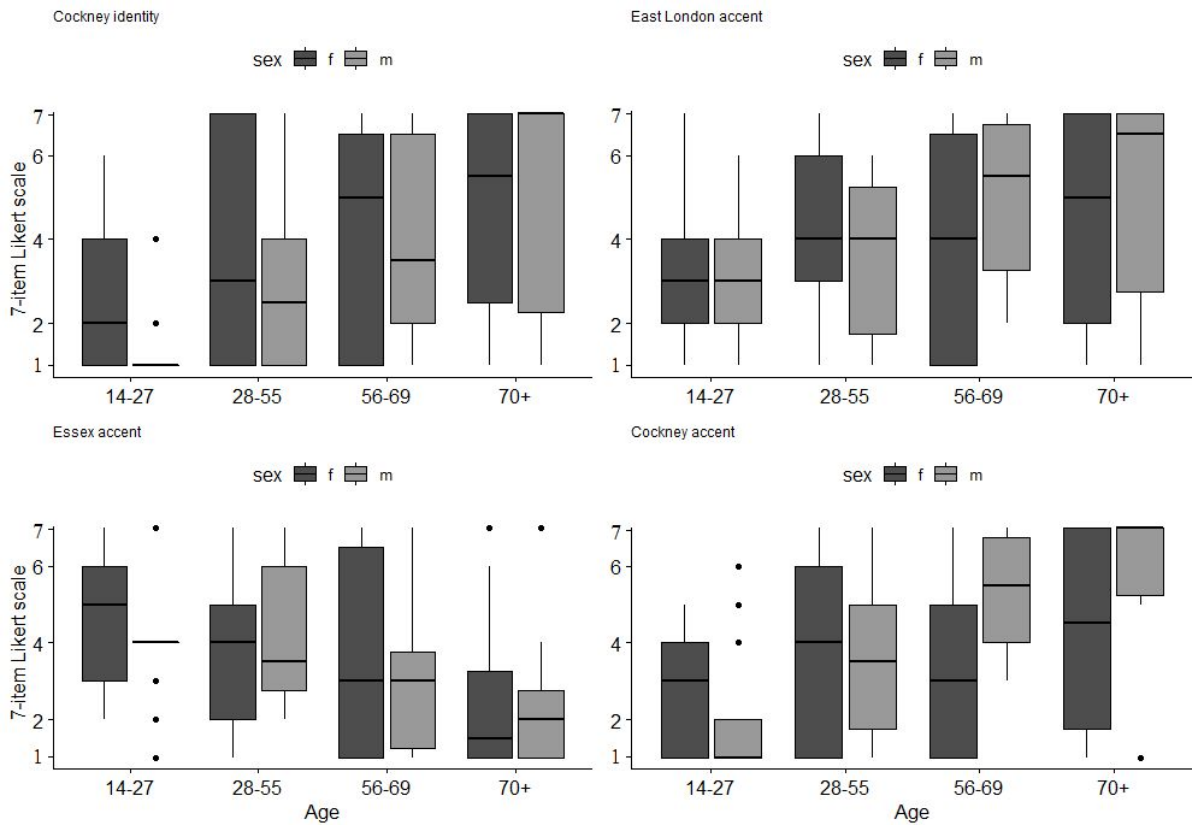 Cockney identity
sex f m
7-item Likert scale
7
6
4
2
1
14-27 28-55 56-69 70+
East London accent
sex f m
7
6
4
2
1
14-27 28-55 56-69 70+
Essex accent
sex f m
7-item Likert scale
7
6
4
2
1
14-27 28-55 56-69 70+
Age
Cockney accent
sex f m
7
6
4
2
1
14-27 28-55 56-69 70+
Age